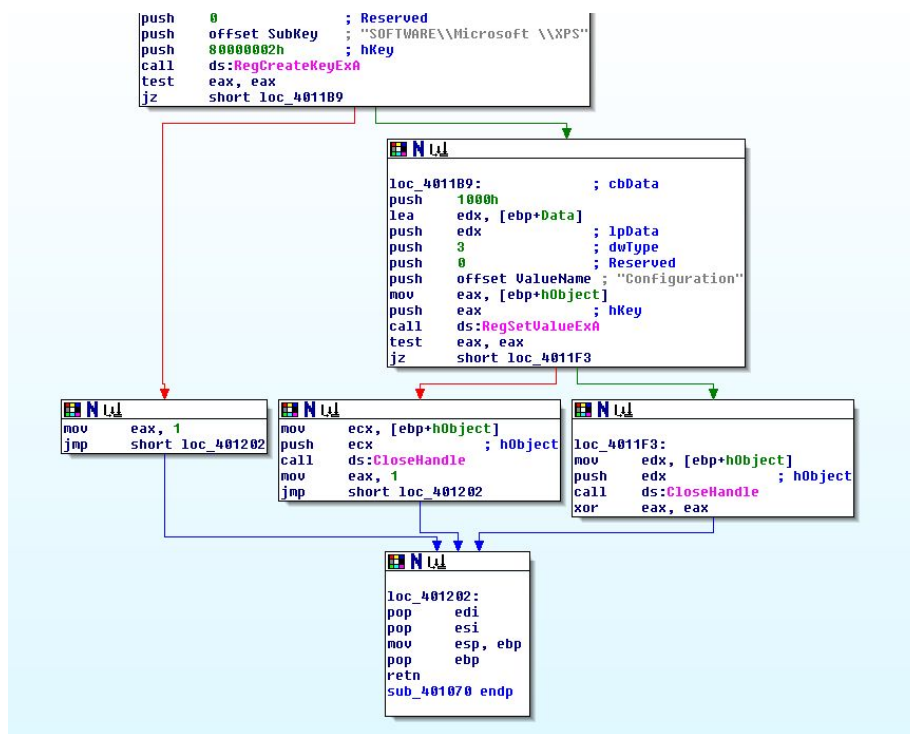 push 0 ; Reserved
push offset SubKey ; "SOFTWARE\\Microsoft \\XPS"
push 80000002h ; hKey
call ds:RegCreateKeyExA
test eax, eax
jz short loc_4011B9
loc_4011B9: ; cbData
push 1000h
lea edx, [ebp+Data]
push edx ; lpData
push 3 ; dwType
push 0 ; Reserved
push offset ValueName ; "Configuration"
mov eax, [ebp+hObject]
push eax ; hKey
call ds:RegSetValueExA
test eax, eax
jz short loc_4011F3
mov eax, 1
jmp short loc_401202
mov ecx, [ebp+hObject]
push ecx ; hObject
call ds:CloseHandle
mov eax, 1
jmp short loc_401202
loc_4011F3:
mov edx, [ebp+hObject]
push edx ; hObject
call ds:CloseHandle
xor eax, eax
loc_401202:
pop edi
pop esi
mov esp, ebp
pop ebp
retn
sub_401070 endp